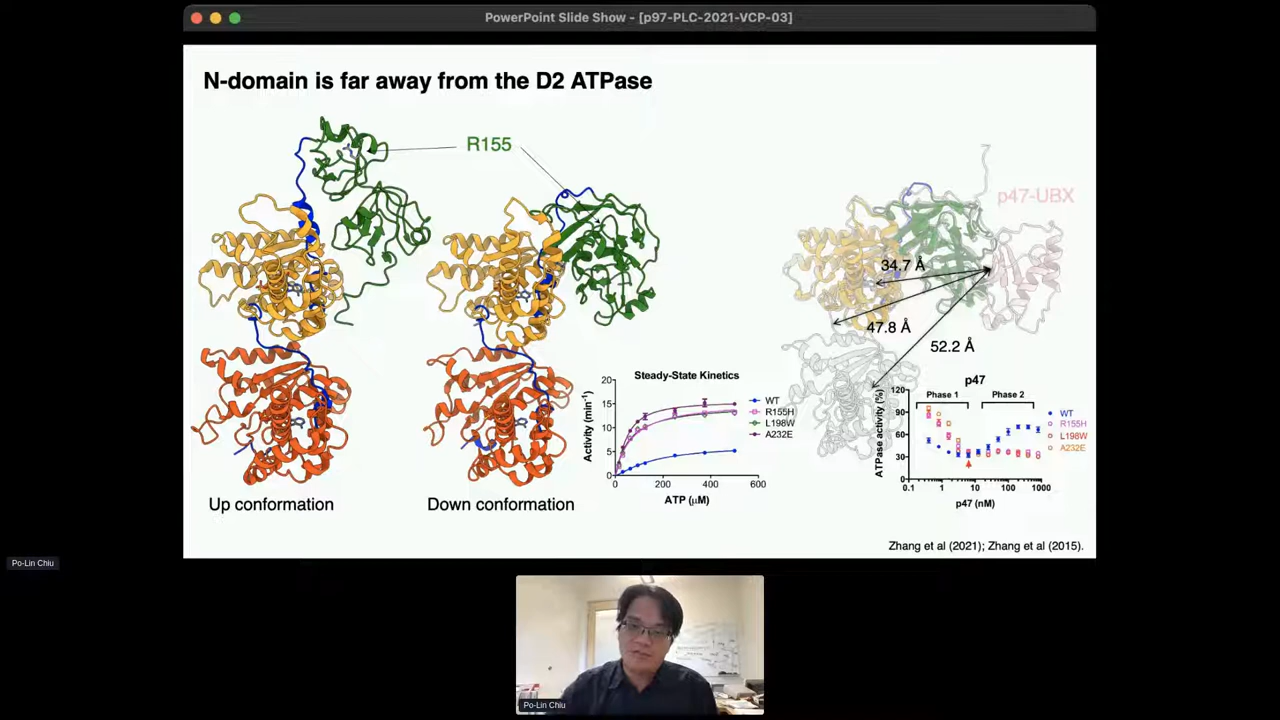 PowerPoint Slide Show - [p97-PLC-2021-VCP-03]
N-domain is far away from the D2 ATPase
R155
p47-UBX
34.7 Å
47.8 Å
52.2 Å
Up conformation
Down conformation
Steady-State Kinetics
Activity (min⁻¹)
20
15
10
5
0
0
200
400
600
ATP (μM)
WT
R155H
L198W
A232E
p47
Phase 1
Phase 2
ATPase activity (%)
120
90
60
30
0
0.1
1
10
100
1000
p47 (nM)
WT
R155H
L198W
A232E
Zhang et al (2021); Zhang et al (2015).
Po-Lin Chiu
Po-Lin Chiu